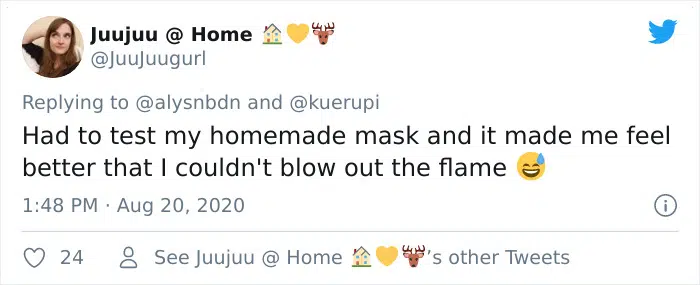 Juujuu @ Home 🏠💛🦌
@JuuJuugurl
Replying to @alysnbdn and @kuerupi
Had to test my homemade mask and it made me feel
better that I couldn't blow out the flame 😅
1:48 PM · Aug 20, 2020
24 See Juujuu @ Home 🏠💛🦌’s other Tweets